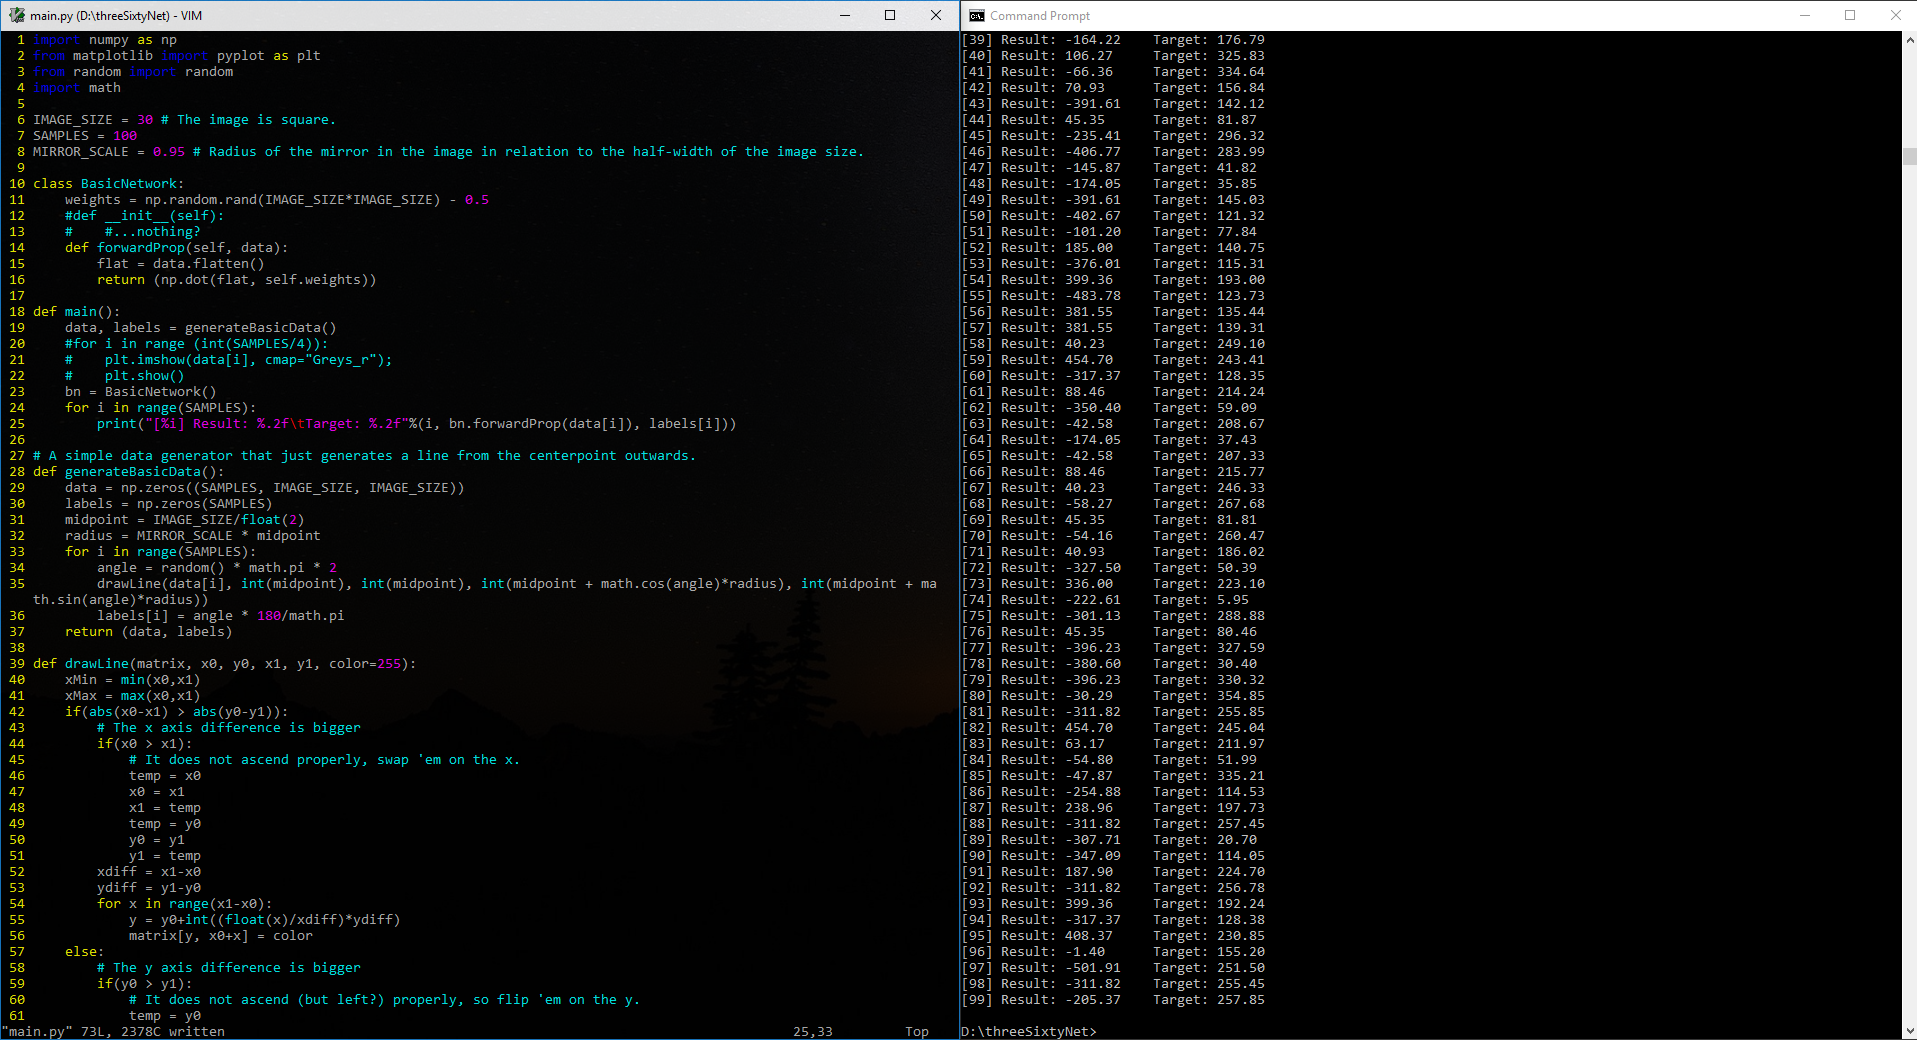 main.py (D:\threeSixtyNet) - VIM
1 import numpy as np
2 from matplotlib import pyplot as plt
3 from random import random
4 import math
5
6 IMAGE_SIZE = 30 # The image is square.
7 SAMPLES = 100
8 MIRROR_SCALE = 0.95 # Radius of the mirror in the image in relation to the half-width of the image size.
9
10 class BasicNetwork:
11     weights = np.random.rand(IMAGE_SIZE*IMAGE_SIZE) - 0.5
12     #def __init__(self):
13     #    #...nothing?
14     def forwardProp(self, data):
15         flat = data.flatten()
16         return (np.dot(flat, self.weights))
17
18 def main():
19     data, labels = generateBasicData()
20     #for i in range (int(SAMPLES/4)):
21     #    plt.imshow(data[i], cmap="Greys_r");
22     #    plt.show()
23     bn = BasicNetwork()
24     for i in range(SAMPLES):
25         print("[%i] Result: %.2f\tTarget: %.2f"%(i, bn.forwardProp(data[i]), labels[i]))
26
27 # A simple data generator that just generates a line from the centerpoint outwards.
28 def generateBasicData():
29     data = np.zeros((SAMPLES, IMAGE_SIZE, IMAGE_SIZE))
30     labels = np.zeros(SAMPLES)
31     midpoint = IMAGE_SIZE/float(2)
32     radius = MIRROR_SCALE * midpoint
33     for i in range(SAMPLES):
34         angle = random() * math.pi * 2
35         drawLine(data[i], int(midpoint), int(midpoint), int(midpoint + math.cos(angle)*radius), int(midpoint + ma
th.sin(angle)*radius))
36         labels[i] = angle * 180/math.pi
37     return (data, labels)
38
39 def drawLine(matrix, x0, y0, x1, y1, color=255):
40     xMin = min(x0,x1)
41     xMax = max(x0,x1)
42     if(abs(x0-x1) > abs(y0-y1)):
43         # The x axis difference is bigger
44         if(x0 > x1):
45             # It does not ascend properly, swap 'em on the x.
46             temp = x0
47             x0 = x1
48             x1 = temp
49             temp = y0
50             y0 = y1
51             y1 = temp
52         xdiff = x1-x0
53         ydiff = y1-y0
54         for x in range(x1-x0):
55             y = y0+int((float(x)/xdiff)*ydiff)
56             matrix[y, x0+x] = color
57     else:
58         # The y axis difference is bigger
59         if(y0 > y1):
60             # It does not ascend (but left?) properly, so flip 'em on the y.
61             temp = y0
"main.py" 73L, 2378C written 25,33 Top
Command Prompt
[39] Result: -164.22    Target: 176.79
[40] Result: 106.27     Target: 325.83
[41] Result: -66.36     Target: 334.64
[42] Result: 70.93      Target: 156.84
[43] Result: -391.61    Target: 142.12
[44] Result: 45.35      Target: 81.87
[45] Result: -235.41    Target: 296.32
[46] Result: -406.77    Target: 283.99
[47] Result: -145.87    Target: 41.82
[48] Result: -174.05    Target: 35.85
[49] Result: -391.61    Target: 145.03
[50] Result: -402.67    Target: 121.32
[51] Result: -101.20    Target: 77.84
[52] Result: 185.00     Target: 140.75
[53] Result: -376.01    Target: 115.31
[54] Result: 399.36     Target: 193.00
[55] Result: -483.78    Target: 123.73
[56] Result: 381.55     Target: 135.44
[57] Result: 381.55     Target: 139.31
[58] Result: 40.23      Target: 249.10
[59] Result: 454.70     Target: 243.41
[60] Result: -317.37    Target: 128.35
[61] Result: 88.46      Target: 214.24
[62] Result: -350.40    Target: 59.09
[63] Result: -42.58     Target: 208.67
[64] Result: -174.05    Target: 37.43
[65] Result: -42.58     Target: 207.33
[66] Result: 88.46      Target: 215.77
[67] Result: 40.23      Target: 246.33
[68] Result: -58.27     Target: 267.68
[69] Result: 45.35      Target: 81.81
[70] Result: -54.16     Target: 260.47
[71] Result: 40.93      Target: 186.02
[72] Result: -327.50    Target: 50.39
[73] Result: 336.00     Target: 223.10
[74] Result: -222.61    Target: 5.95
[75] Result: -301.13    Target: 288.88
[76] Result: 45.35      Target: 80.46
[77] Result: -396.23    Target: 327.59
[78] Result: -380.60    Target: 30.40
[79] Result: -396.23    Target: 330.32
[80] Result: -30.29     Target: 354.85
[81] Result: -311.82    Target: 255.85
[82] Result: 454.70     Target: 245.04
[83] Result: 63.17      Target: 211.97
[84] Result: -54.80     Target: 51.99
[85] Result: -47.87     Target: 335.21
[86] Result: -254.88    Target: 114.53
[87] Result: 238.96     Target: 197.73
[88] Result: -311.82    Target: 257.45
[89] Result: -307.71    Target: 20.70
[90] Result: -347.09    Target: 114.05
[91] Result: 187.90     Target: 224.70
[92] Result: -311.82    Target: 256.78
[93] Result: 399.36     Target: 192.24
[94] Result: -317.37    Target: 128.38
[95] Result: 408.37     Target: 230.85
[96] Result: -1.40      Target: 155.20
[97] Result: -501.91    Target: 251.50
[98] Result: -311.82    Target: 255.45
[99] Result: -205.37    Target: 257.85
D:\threeSixtyNet>